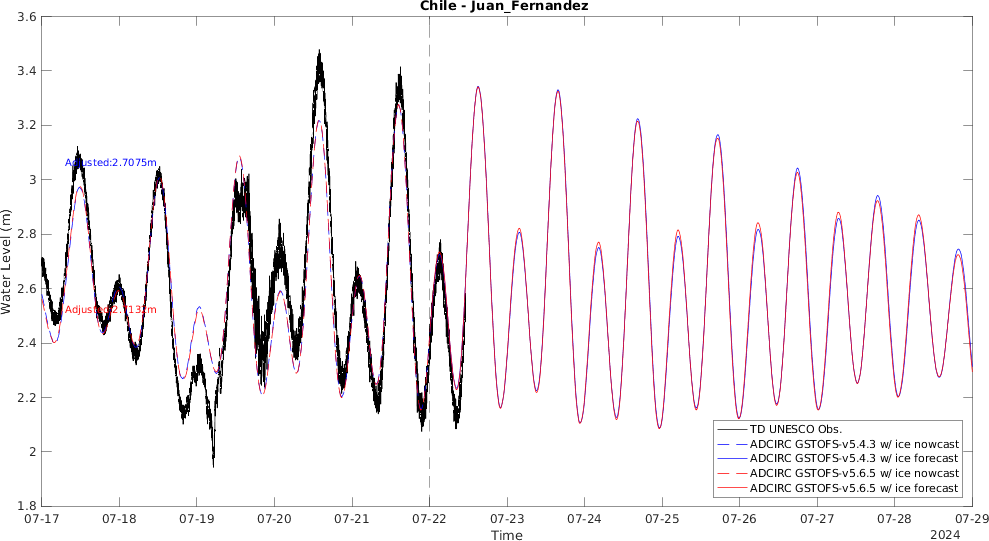 Chile - Juan_Fernandez
3.6
3.4
3.2
3
2.8
2.6
2.4
2.2
2
1.8
Water Level (m)
Adjusted:2.7075m
TD UNESCO Obs.
ADCIRC GSTOFS-v5.4.3 w/ ice nowcast
ADCIRC GSTOFS-v5.4.3 w/ ice forecast
ADCIRC GSTOFS-v5.6.5 w/ ice nowcast
ADCIRC GSTOFS-v5.6.5 w/ ice forecast
07-17 07-18 07-19 07-20 07-21 07-22 07-23 07-24 07-25 07-26 07-27 07-28 07-29
Time
2024